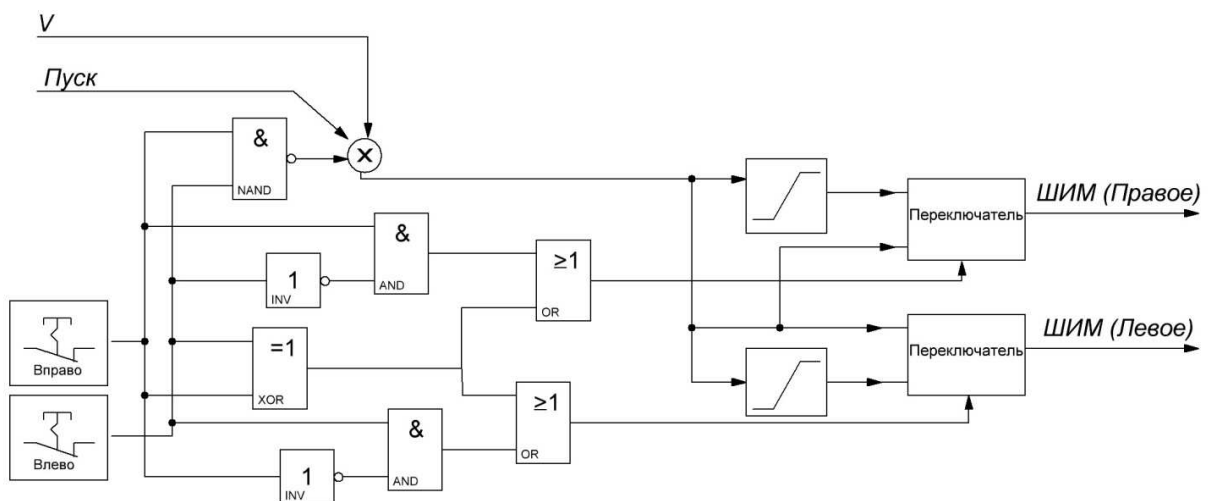 V
Пуск
&
NAND
X
&
AND
1
INV
≥1
OR
Переключатель
ШИМ (Правое)
Вправо
=1
XOR
≥1
OR
Переключатель
ШИМ (Левое)
Влево
&
AND
1
INV